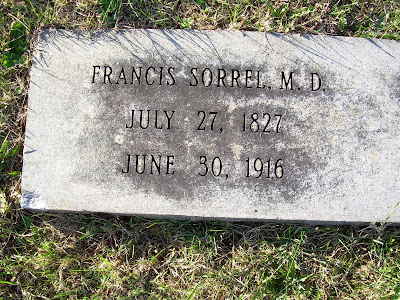 FRANCIS SORREL, M. D.
JULY 27, 1827
JUNE 30, 1916